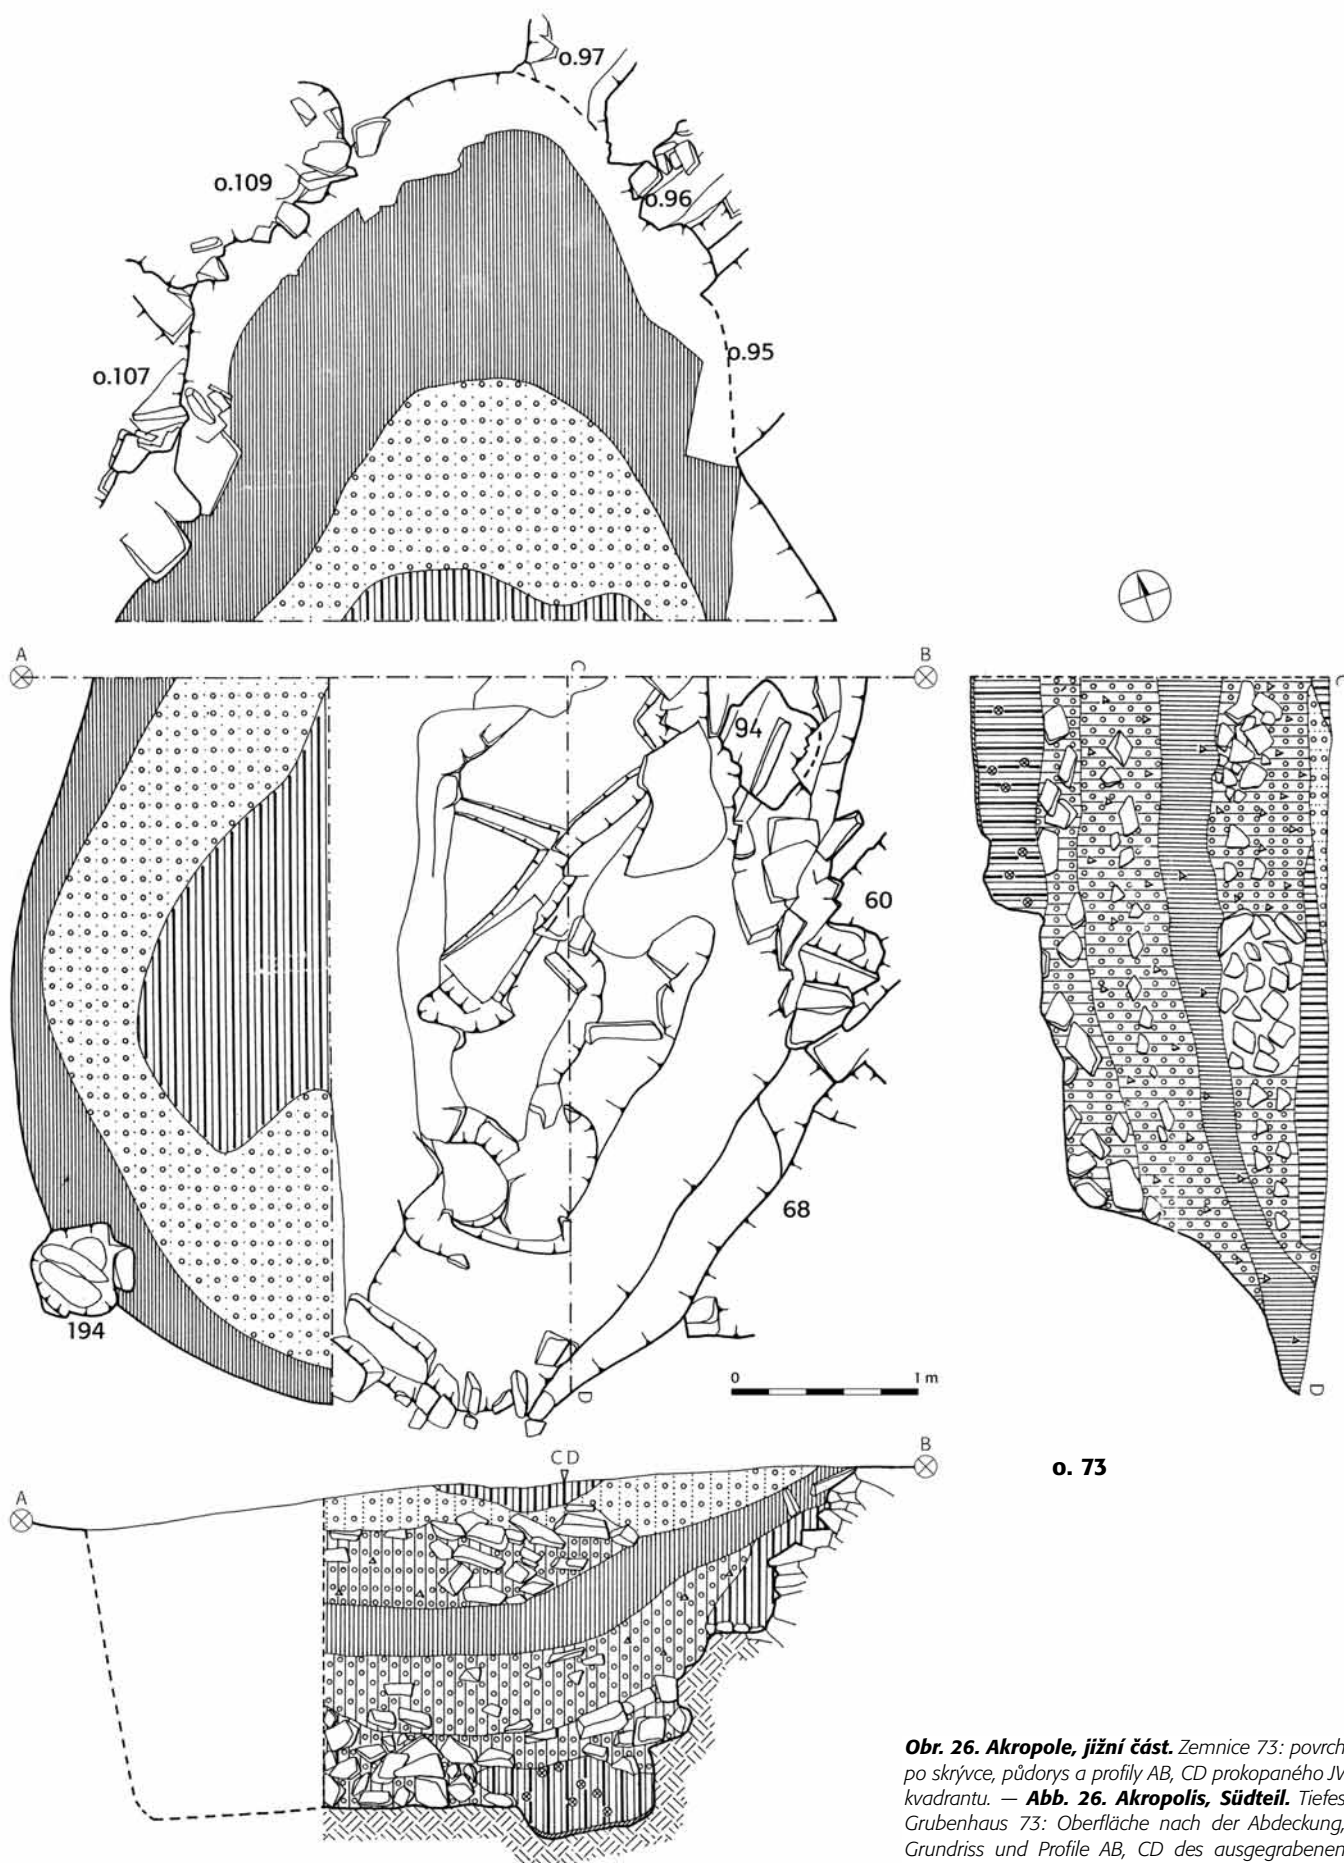 o.97
o.109
o.96
o.95
o.107
A
C
B
C
94
60
68
194
0 1 m
D
D
o. 73
A
C D
B
Obr. 26. Akropole, jižní část. Zemnice 73: povrch
po skrývce, půdorys a profily AB, CD prokopaného JV
kvadrantu. — Abb. 26. Akropolis, Südteil. Tiefes
Grubenhaus 73: Oberfläche nach der Abdeckung,
Grundriss und Profile AB, CD des ausgegrabenen